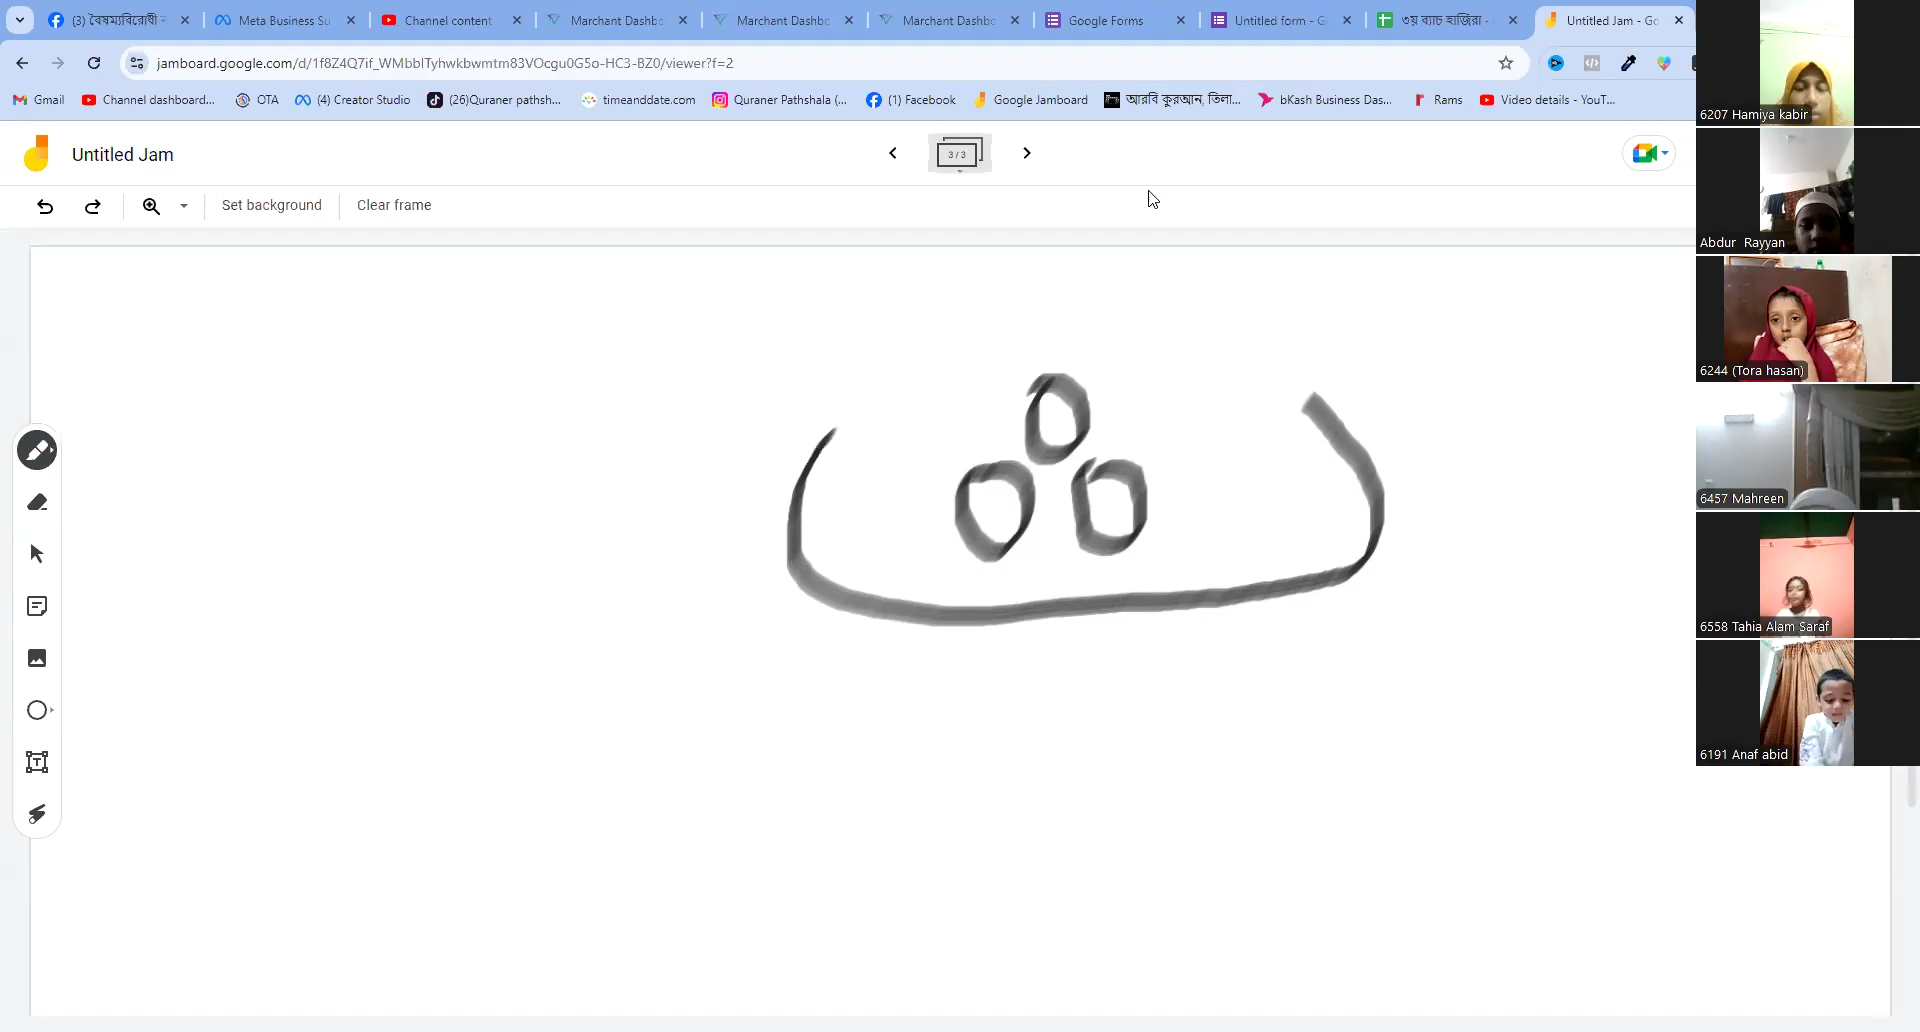 (3) বৈষম্যবিরোধী
Meta Business Su
Channel content
Marchant Dashbo
Marchant Dashbo
Marchant Dashbo
Google Forms
Untitled form - G
৩য় ব্যাচ হাজিরা -
Untitled Jam - Go
jamboard.google.com/d/1f8Z4Q7if_WMbbITyhwkbwmtm83VOcgu0G5o-HC3-BZ0/viewer?f=2
Gmail
Channel dashboard...
OTA
(4) Creator Studio
(26)Quraner pathsh...
timeanddate.com
Quraner Pathshala (...
(1) Facebook
Google Jamboard
আরবি কুরআন, তিলা...
bKash Business Das...
Rams
Video details - YouT...
Untitled Jam
3 / 3
Set background
Clear frame
6207 Hamiya kabir
Abdur Rayyan
6244 (Tora hasan)
6457 Mahreen
6558 Tahia Alam Saraf
6191 Anaf abid